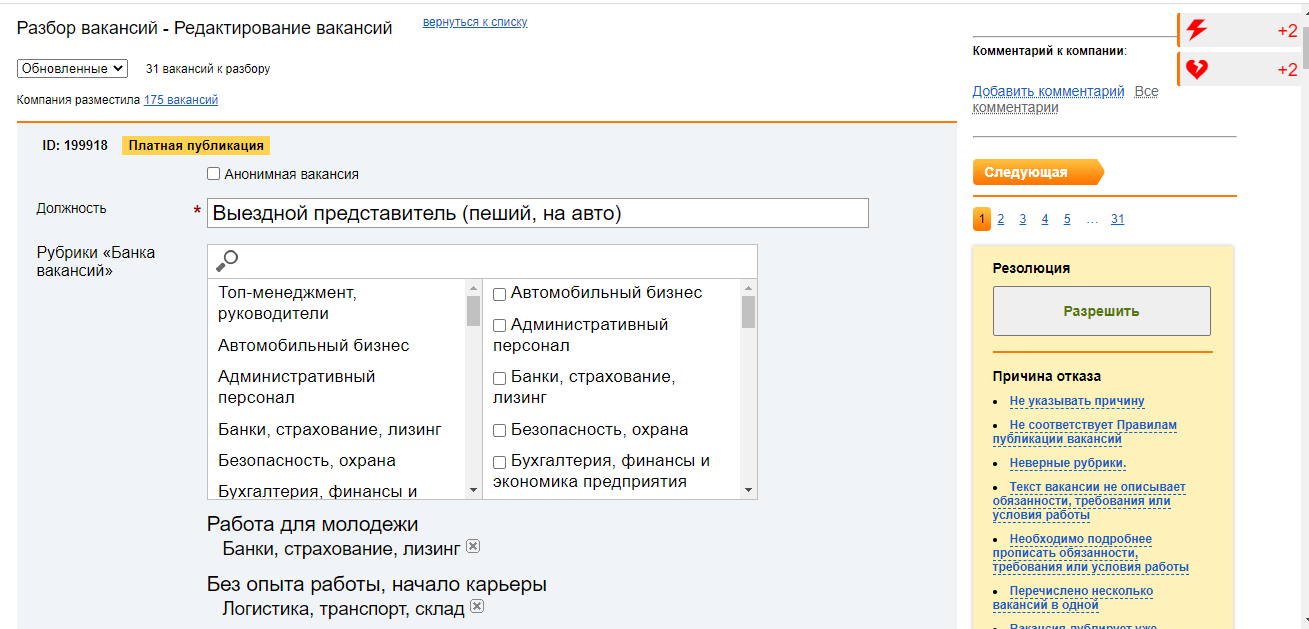 Разбор вакансий - Редактирование вакансий
вернуться к списку
Обновленные
31 вакансий к разбору
Компания разместила 175 вакансий
ID: 199918
Платная публикация
Анонимная вакансия
Должность
*
Выездной представитель (пеший, на авто)
Рубрики «Банка
вакансий»
Топ-менеджмент,
руководители
Автомобильный бизнес
Административный
персонал
Банки, страхование, лизинг
Безопасность, охрана
Бухгалтерия, финансы и
Автомобильный бизнес
Административный
персонал
Банки, страхование,
лизинг
Безопасность, охрана
Бухгалтерия, финансы и
экономика предприятия
Работа для молодежи
Банки, страхование, лизинг
Без опыта работы, начало карьеры
Логистика, транспорт, склад
+2
+2
Комментарий к компании:
Добавить комментарий Все
комментарии
Следующая
1 2 3 4 5 ... 31
Резолюция
Разрешить
Причина отказа
• Не указывать причину
• Не соответствует Правилам
публикации вакансий
• Неверные рубрики.
• Текст вакансии не описывает
обязанности, требования или
условия работы
• Необходимо подробнее
прописать обязанности,
требования или условия работы
• Перечислено несколько
вакансий в одной
• Вакансия дублирует уже